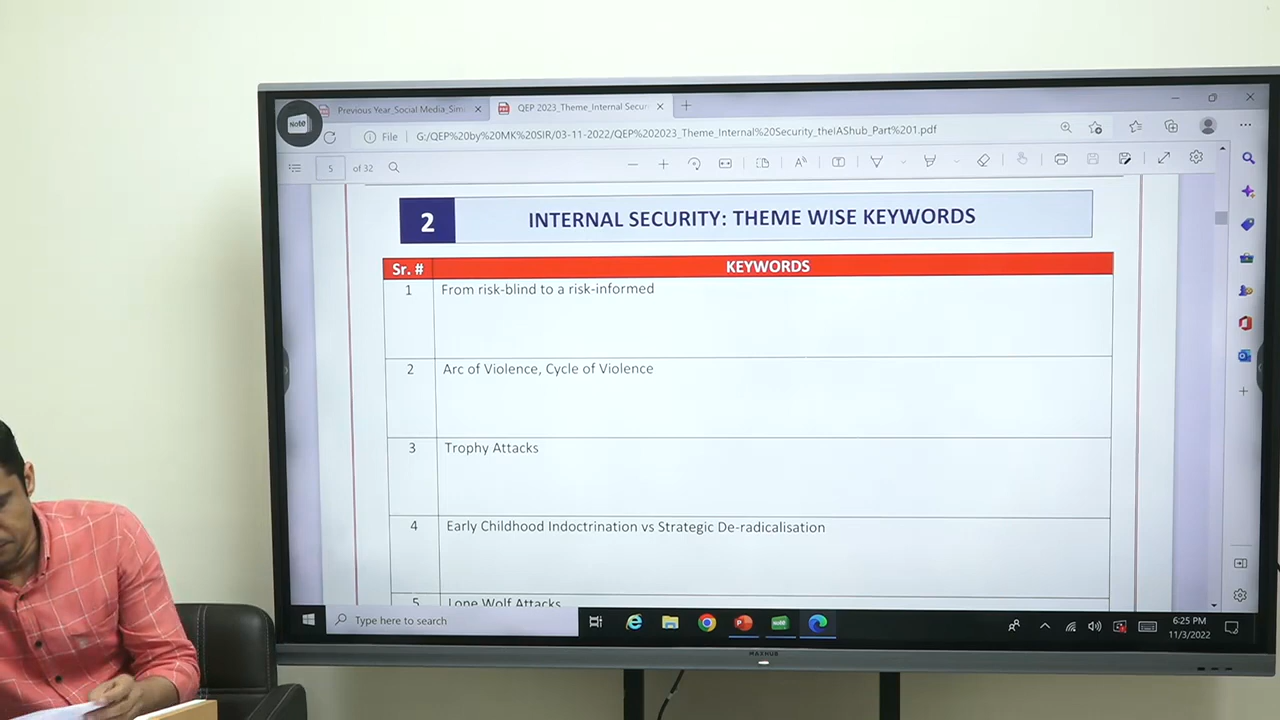 Note
Previous Year_Social Media_Sim
QEP 2023_Theme_Internal Secur
File
G:/QEP%20by%20MK%20SIR/03-11-2022/QEP%202023_Theme_Internal%20Security_theIAShub_Part%201.pdf
5 of 32
2
INTERNAL SECURITY: THEME WISE KEYWORDS
Sr. # KEYWORDS
1 From risk-blind to a risk-informed
2 Arc of Violence, Cycle of Violence
3 Trophy Attacks
4 Early Childhood Indoctrination vs Strategic De-radicalisation
5 Lone Wolf Attacks
Type here to search
6:25 PM
11/3/2022
MAXHUB